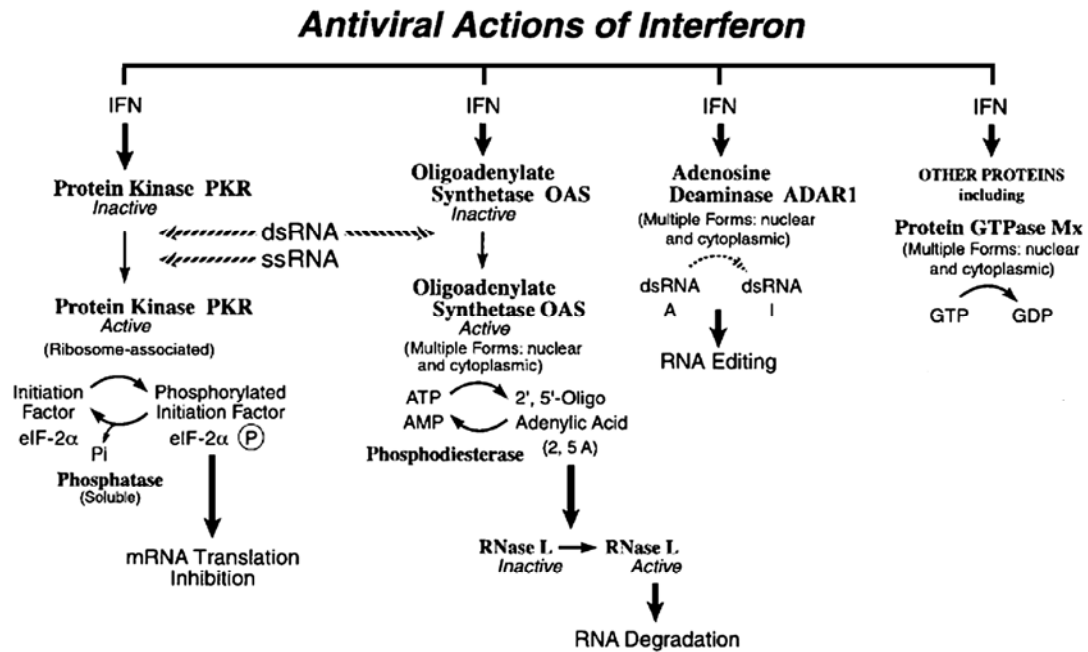 Antiviral Actions of Interferon
IFN
Protein Kinase PKR
Inactive
dsRNA
ssRNA
Protein Kinase PKR
Active
(Ribosome-associated)
Initiation
Factor
eIF-2α
Phosphorylated
Initiation Factor
eIF-2α P
Pi
Phosphatase
(Soluble)
mRNA Translation
Inhibition
IFN
Oligoadenylate
Synthetase OAS
Inactive
Oligoadenylate
Synthetase OAS
Active
(Multiple Forms: nuclear
and cytoplasmic)
ATP
2', 5'-Oligo
AMP
Adenylic Acid
(2, 5 A)
Phosphodiesterase
RNase L
Inactive
RNase L
Active
RNA Degradation
IFN
Adenosine
Deaminase ADAR1
(Multiple Forms: nuclear
and cytoplasmic)
dsRNA
A
dsRNA
I
RNA Editing
IFN
OTHER PROTEINS
including
Protein GTPase Mx
(Multiple Forms: nuclear
and cytoplasmic)
GTP
GDP